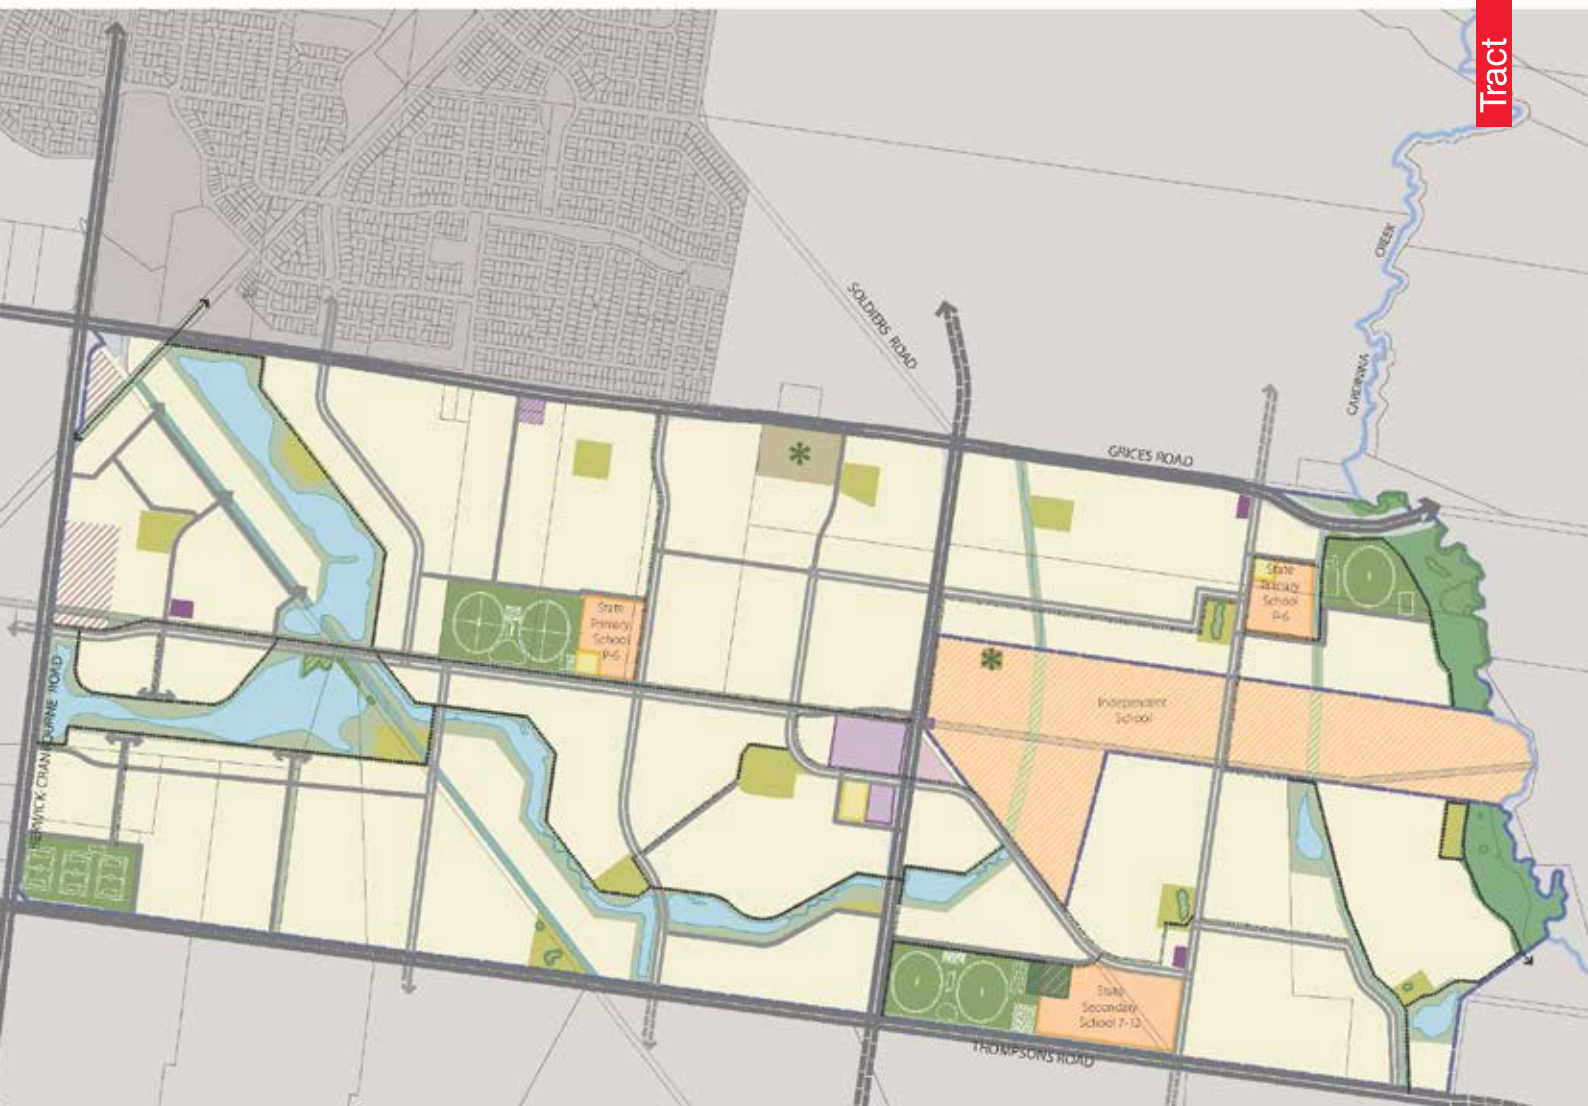 Tract
CREEK
SOLDIERS ROAD
CARDINIA
GRICES ROAD
State
Primary
School
P-6
State
Primary
School
P-6
BERWICK-CRANBOURNE ROAD
Independent
School
State
Secondary
School 7-12
THOMPSONS ROAD